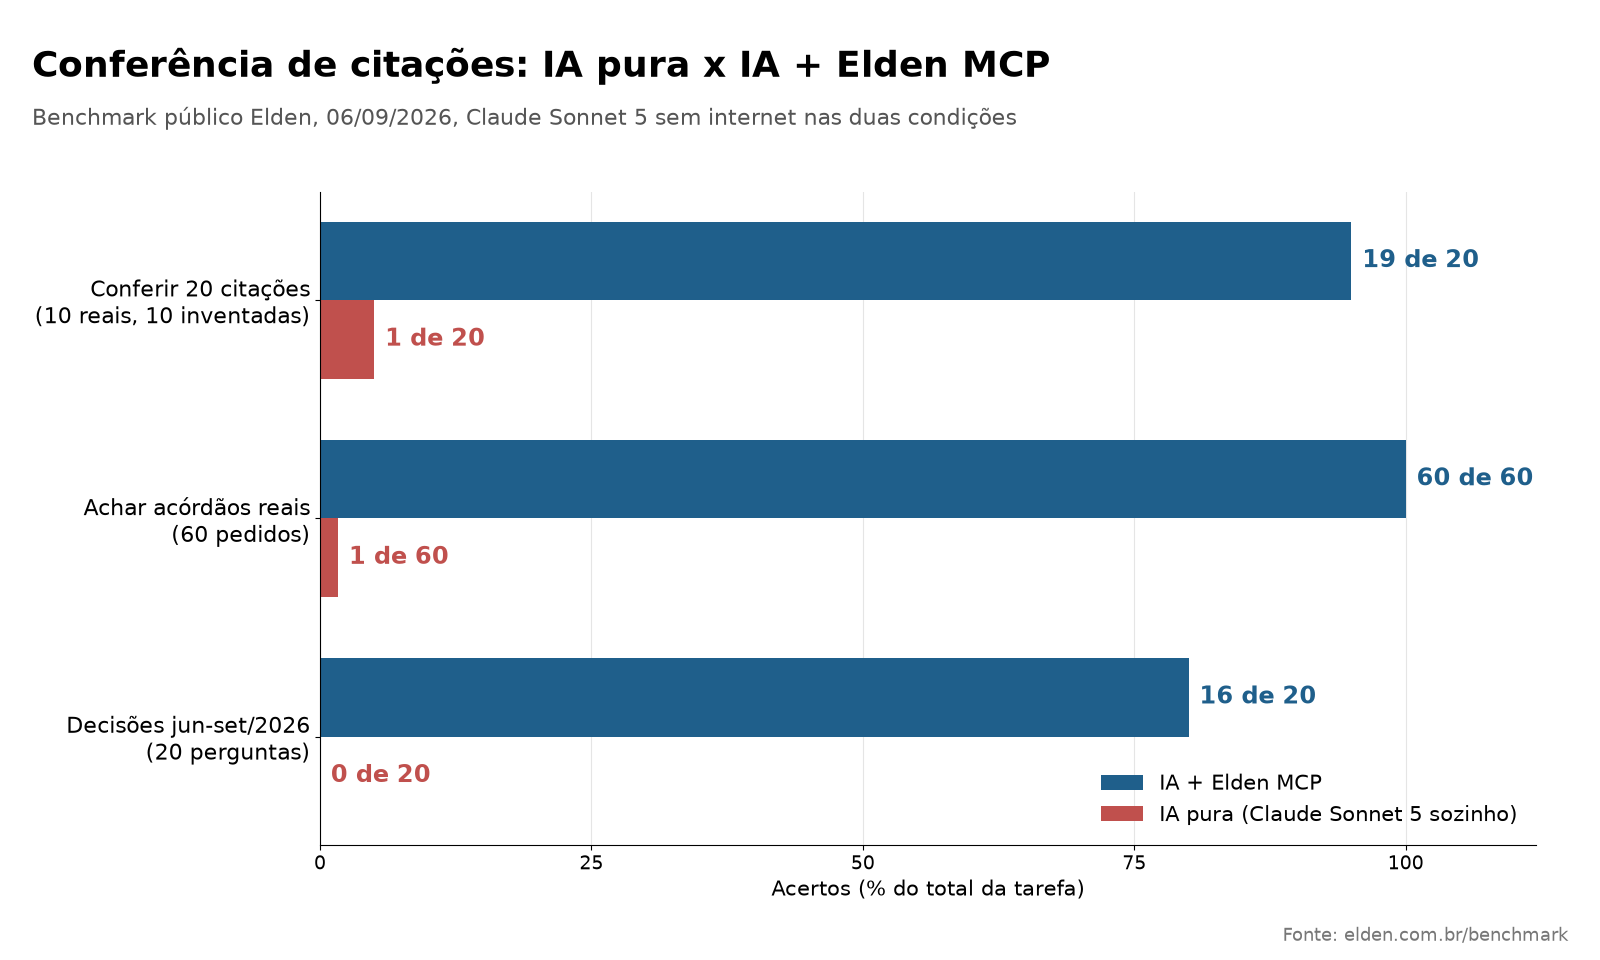 Conferência de citações: IA pura x IA + Elden MCP
Benchmark público Elden, 06/09/2026, Claude Sonnet 5 sem internet nas duas condições
Conferir 20 citações
(10 reais, 10 inventadas)
19 de 20
1 de 20
Achar acórdãos reais
(60 pedidos)
60 de 60
1 de 60
Decisões jun-set/2026
(20 perguntas)
16 de 20
0 de 20
IA + Elden MCP
IA pura (Claude Sonnet 5 sozinho)
0 25 50 75 100
Acertos (% do total da tarefa)
Fonte: elden.com.br/benchmark